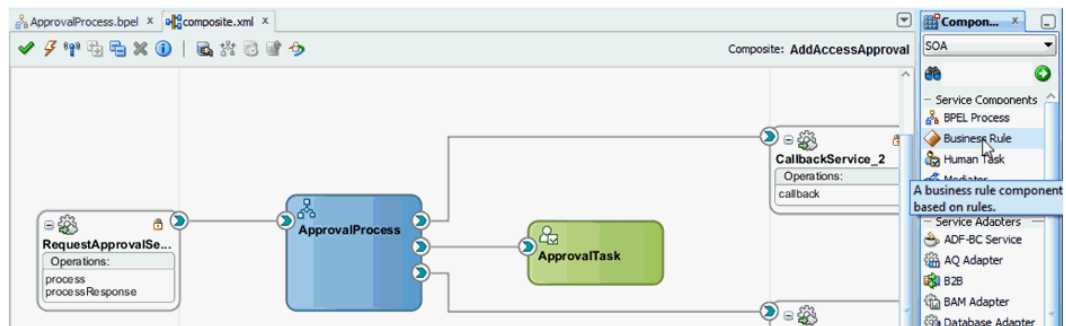 ApprovalProcess.bpel
composite.xml
Compon...
Composite: AddAccessApproval
SOA
Service Components
BPEL Process
Business Rule
Human Task
Mediator
A business rule component
based on rules.
Service Adapters
ADF-BC Service
AQ Adapter
B2B
BAM Adapter
Database Adapter
RequestApprovalSe...
Operations:
process
processResponse
ApprovalProcess
ApprovalTask
CallbackService_2
Operations:
callback